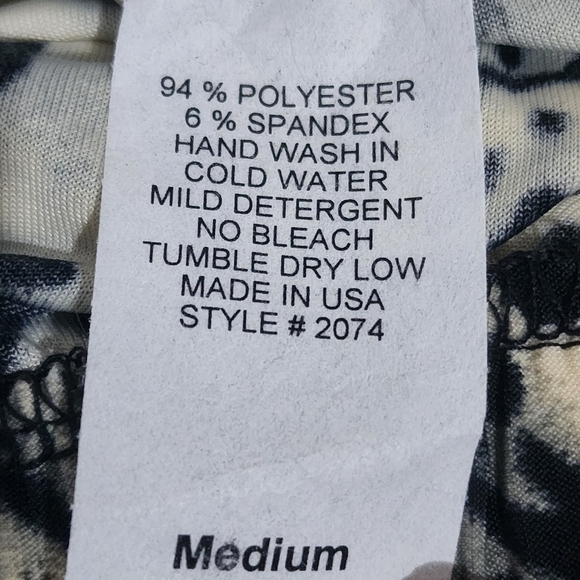 94 % POLYESTER
6 % SPANDEX
HAND WASH IN
COLD WATER
MILD DETERGENT
NO BLEACH
TUMBLE DRY LOW
MADE IN USA
STYLE # 2074
Medium